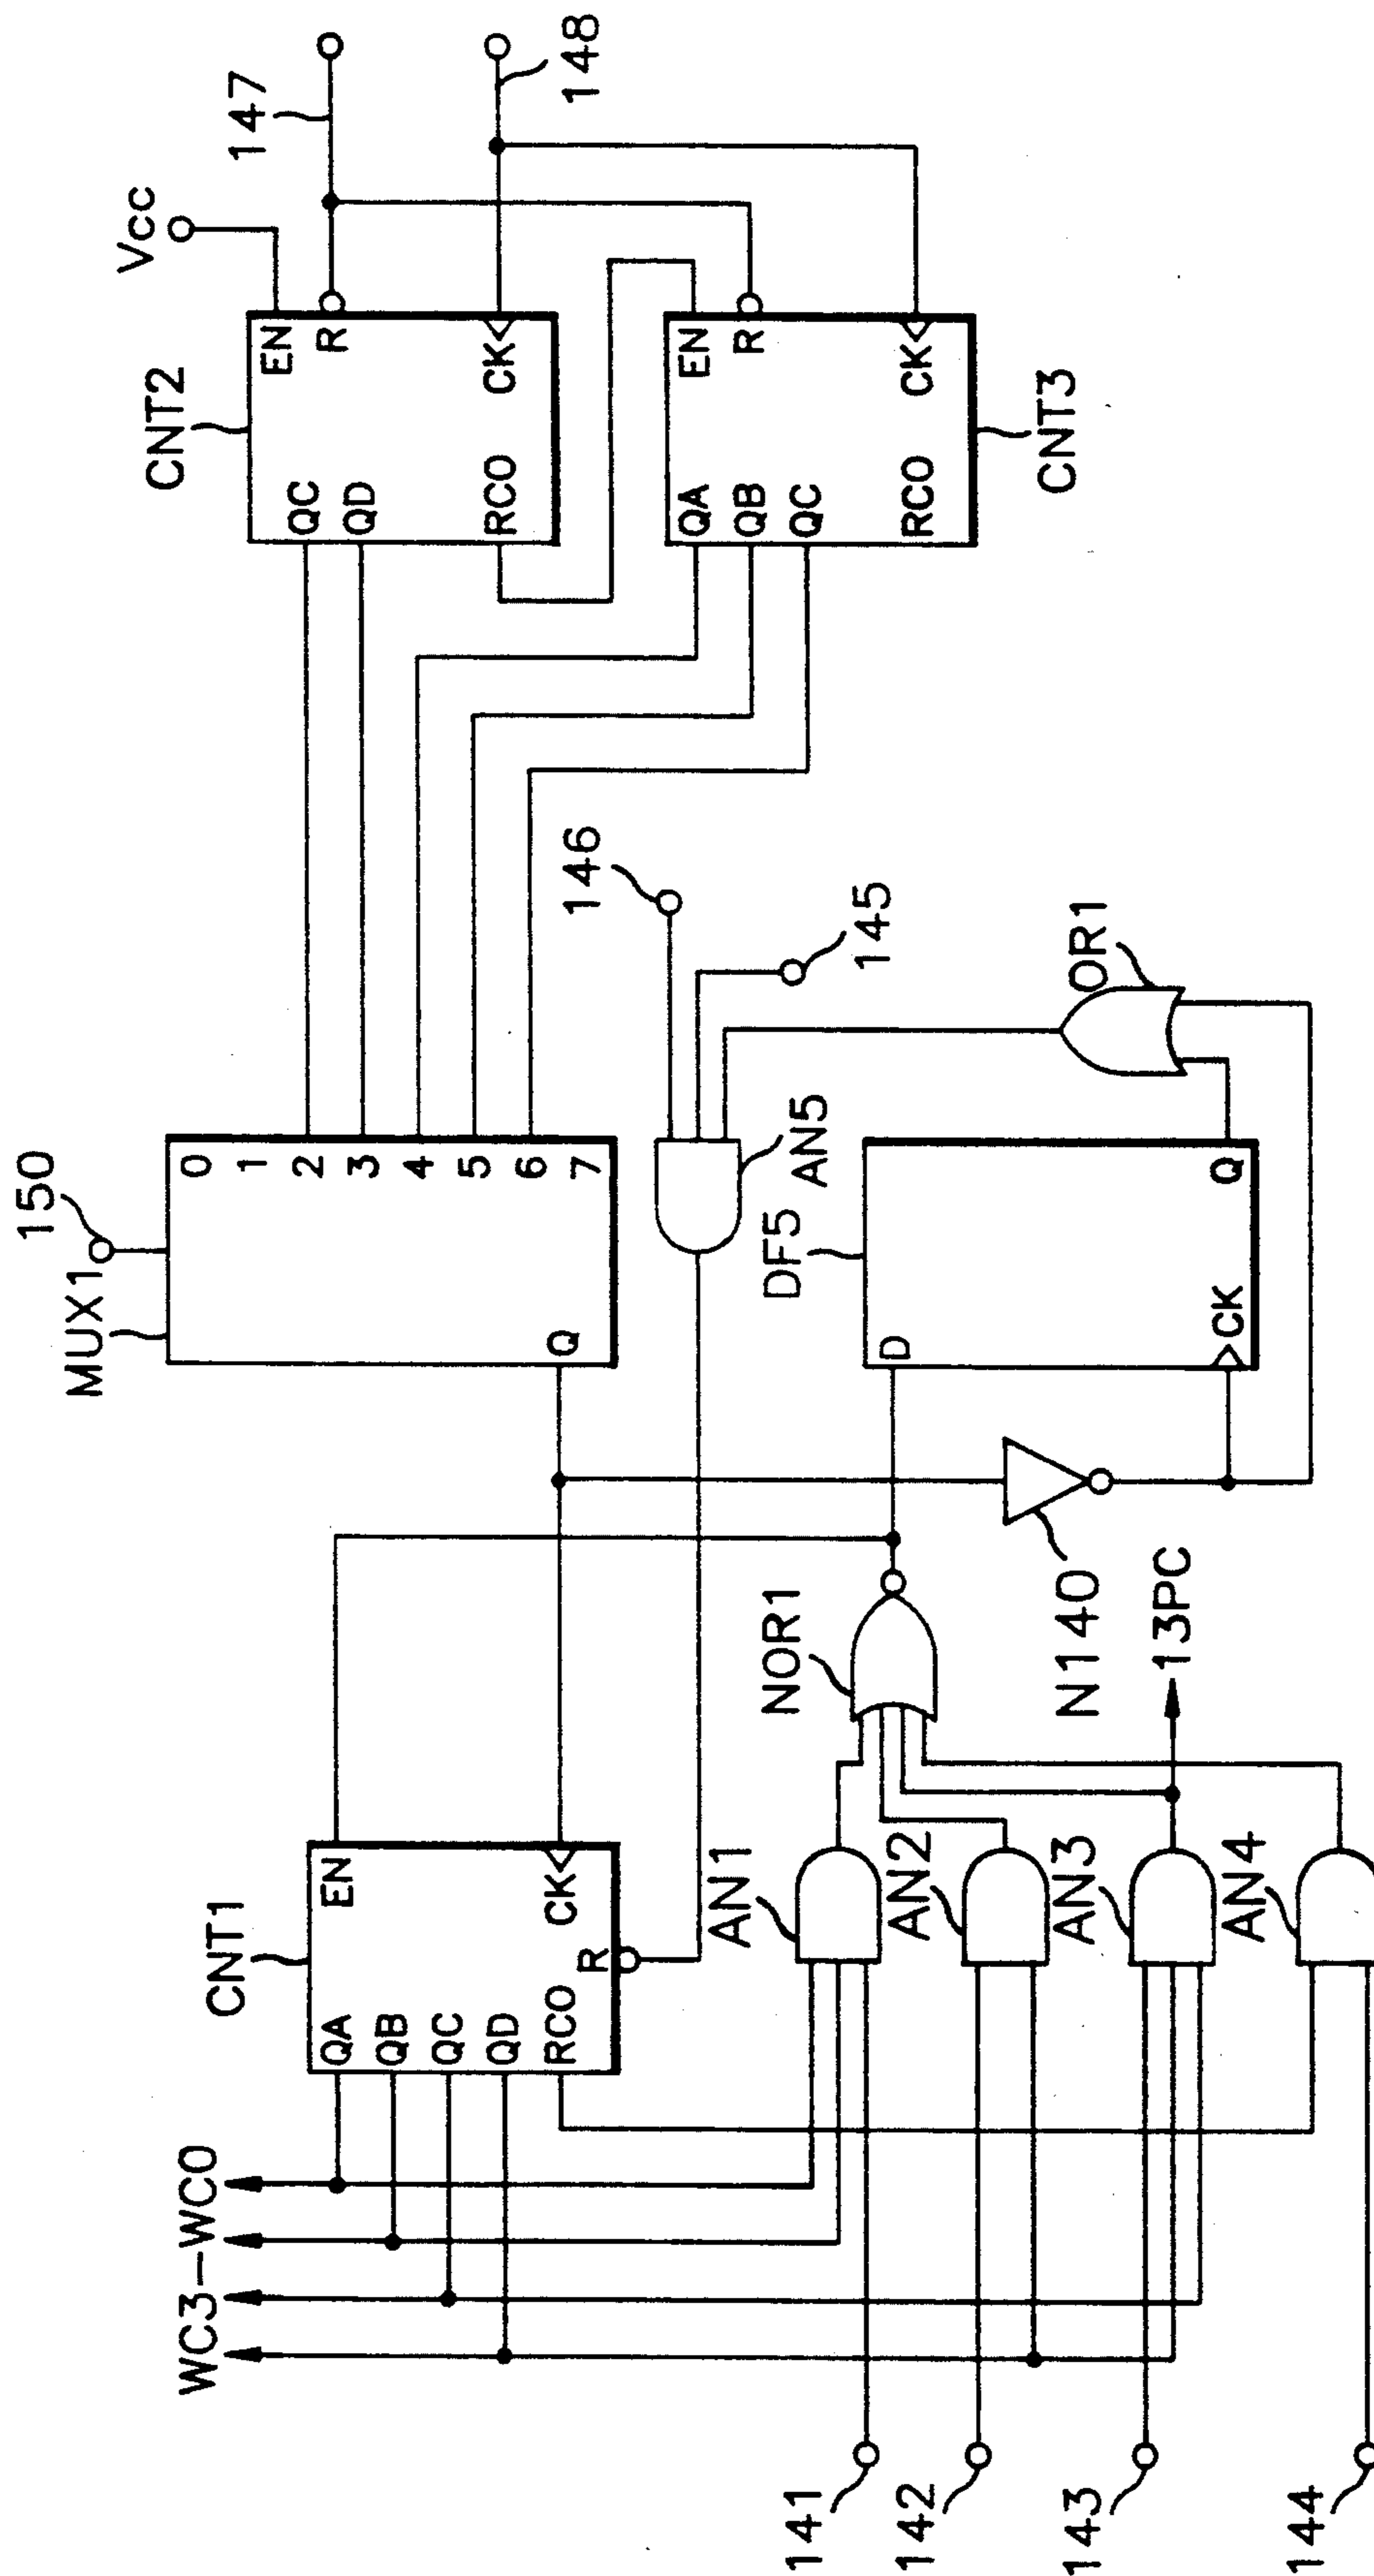 147
148
Vcc
CNT2
EN
R
CK
QC
QD
RCO
EN
R
CK
QA
QB
QC
RCO
CNT3
150
MUX1
0
1
2
3
4
5
6
7
Q
146
145
AN5
OR1
DF5
D
Q
CK
N140
NOR1
13PC
CNT1
EN
CK
R
QA
QB
QC
QD
RCO
WC3-WC0
AN1
AN2
AN3
AN4
141
142
143
144